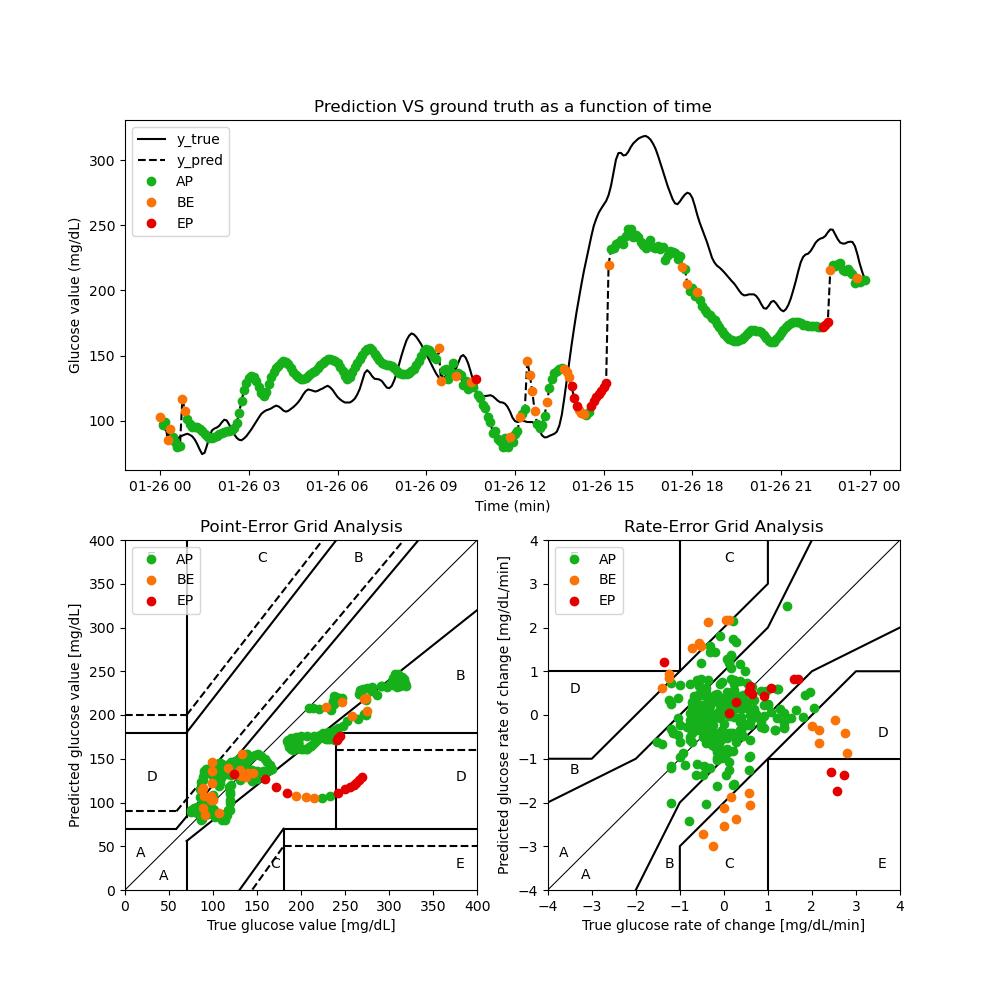 Prediction VS ground truth as a function of time
Glucose value (mg/dL)
300
250
200
150
100
y_true
y_pred
AP
BE
EP
01-26 00 01-26 03 01-26 06 01-26 09 01-26 12 01-26 15 01-26 18 01-26 21 01-27 00
Time (min)
Point-Error Grid Analysis
Predicted glucose value [mg/dL]
400
350
300
250
200
150
100
50
0
AP
BE
EP
C
B
B
D
D
A
A
C
E
0 50 100 150 200 250 300 350 400
True glucose value [mg/dL]
Rate-Error Grid Analysis
Predicted glucose rate of change [mg/dL/min]
4
3
2
1
0
−1
−2
−3
−4
AP
BE
EP
C
D
D
B
A
A
B
C
E
−4 −3 −2 −1 0 1 2 3 4
True glucose rate of change [mg/dL/min]